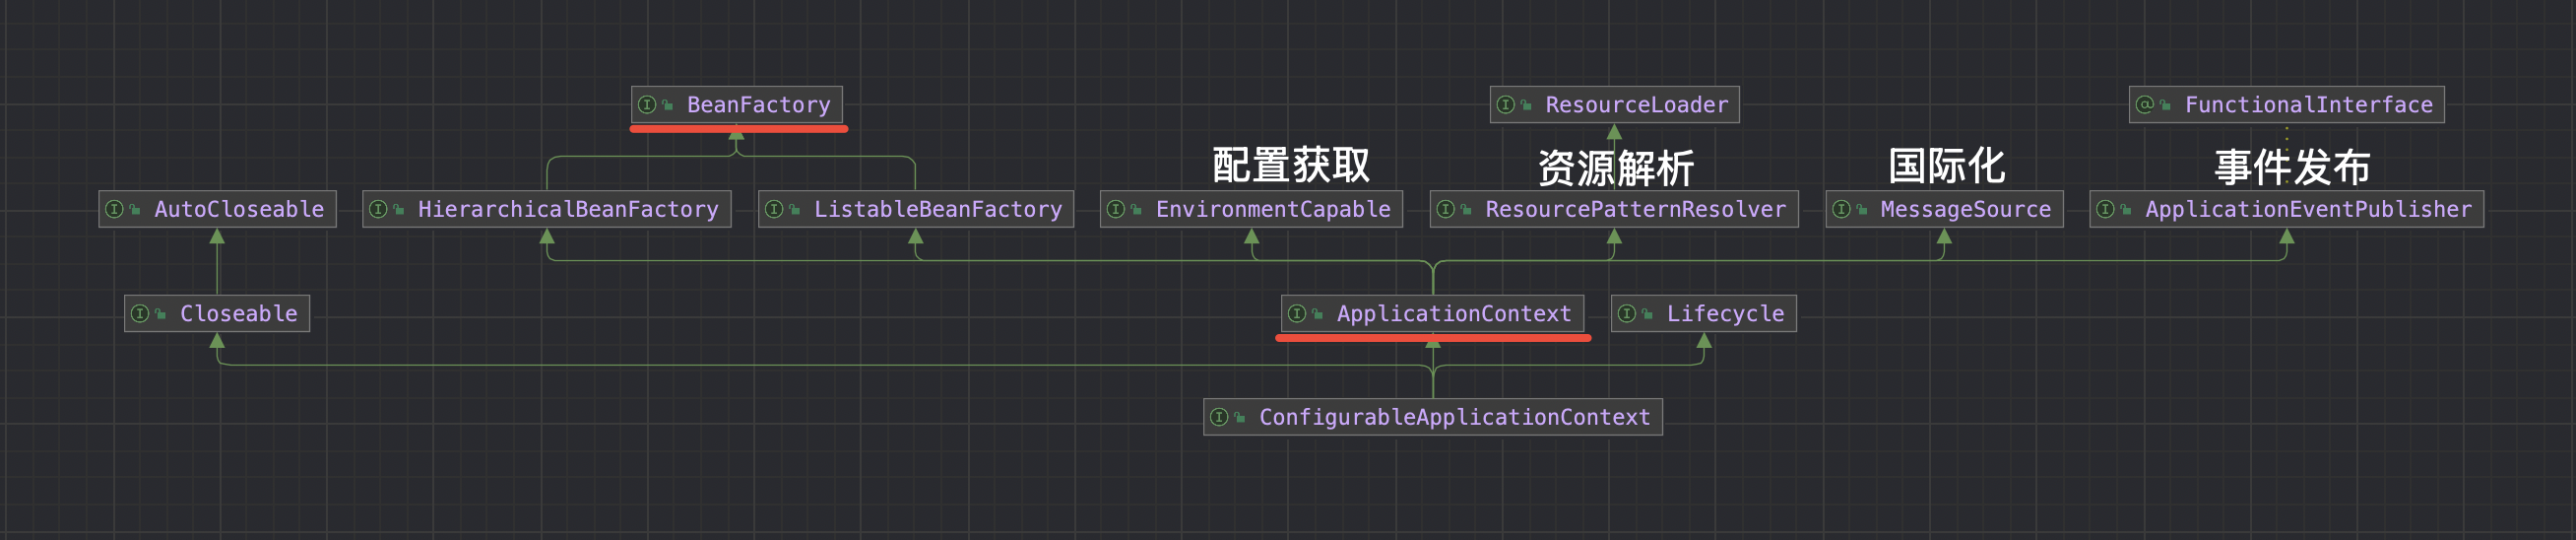 BeanFactory
ResourceLoader
FunctionalInterface
配置获取
资源解析
国际化
事件发布
AutoCloseable
HierarchicalBeanFactory
ListableBeanFactory
EnvironmentCapable
ResourcePatternResolver
MessageSource
ApplicationEventPublisher
Closeable
ApplicationContext
Lifecycle
ConfigurableApplicationContext